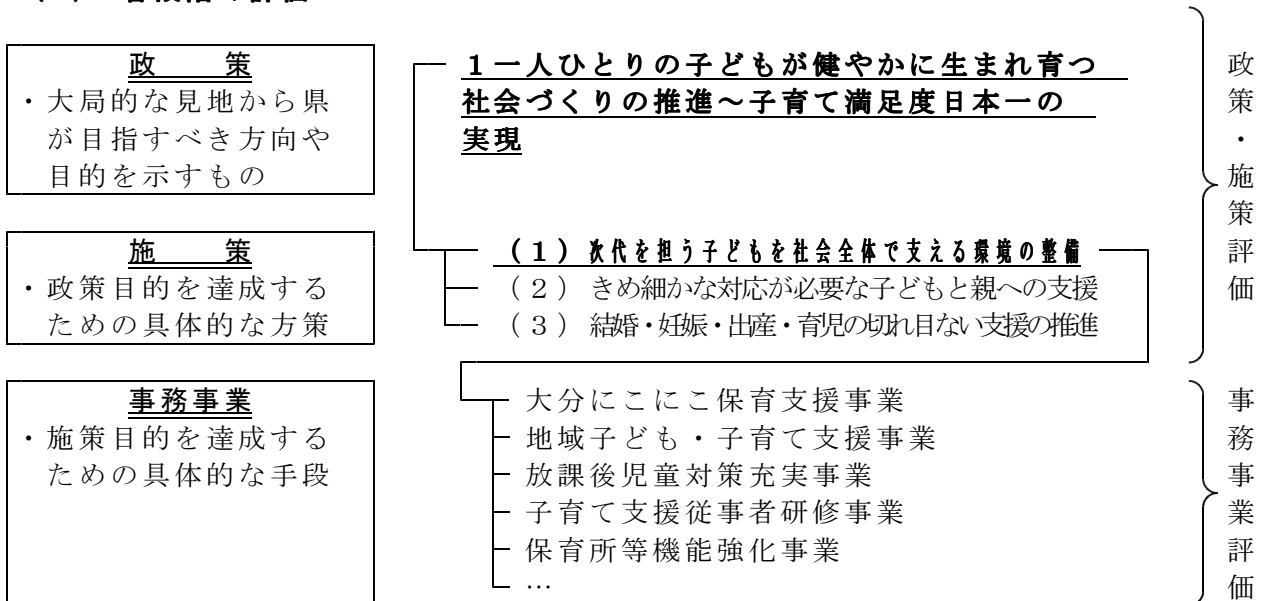 政　　策
・大局的な見地から県
が目指すべき方向や
目的を示すもの
１一人ひとりの子どもが健やかに生まれ育つ
社会づくりの推進～子育て満足度日本一の
実現
施　　策
・政策目的を達成する
ための具体的な方策
（１）次代を担う子どもを社会全体で支える環境の整備
（２）きめ細かな対応が必要な子どもと親への支援
（３）結婚・妊娠・出産・育児の切れ目ない支援の推進
政策・施策評価
事務事業
・施策目的を達成する
ための具体的な手段
大分にこにこ保育支援事業
地域子ども・子育て支援事業
放課後児童対策充実事業
子育て支援従事者研修事業
保育所等機能強化事業
…
事務事業評価